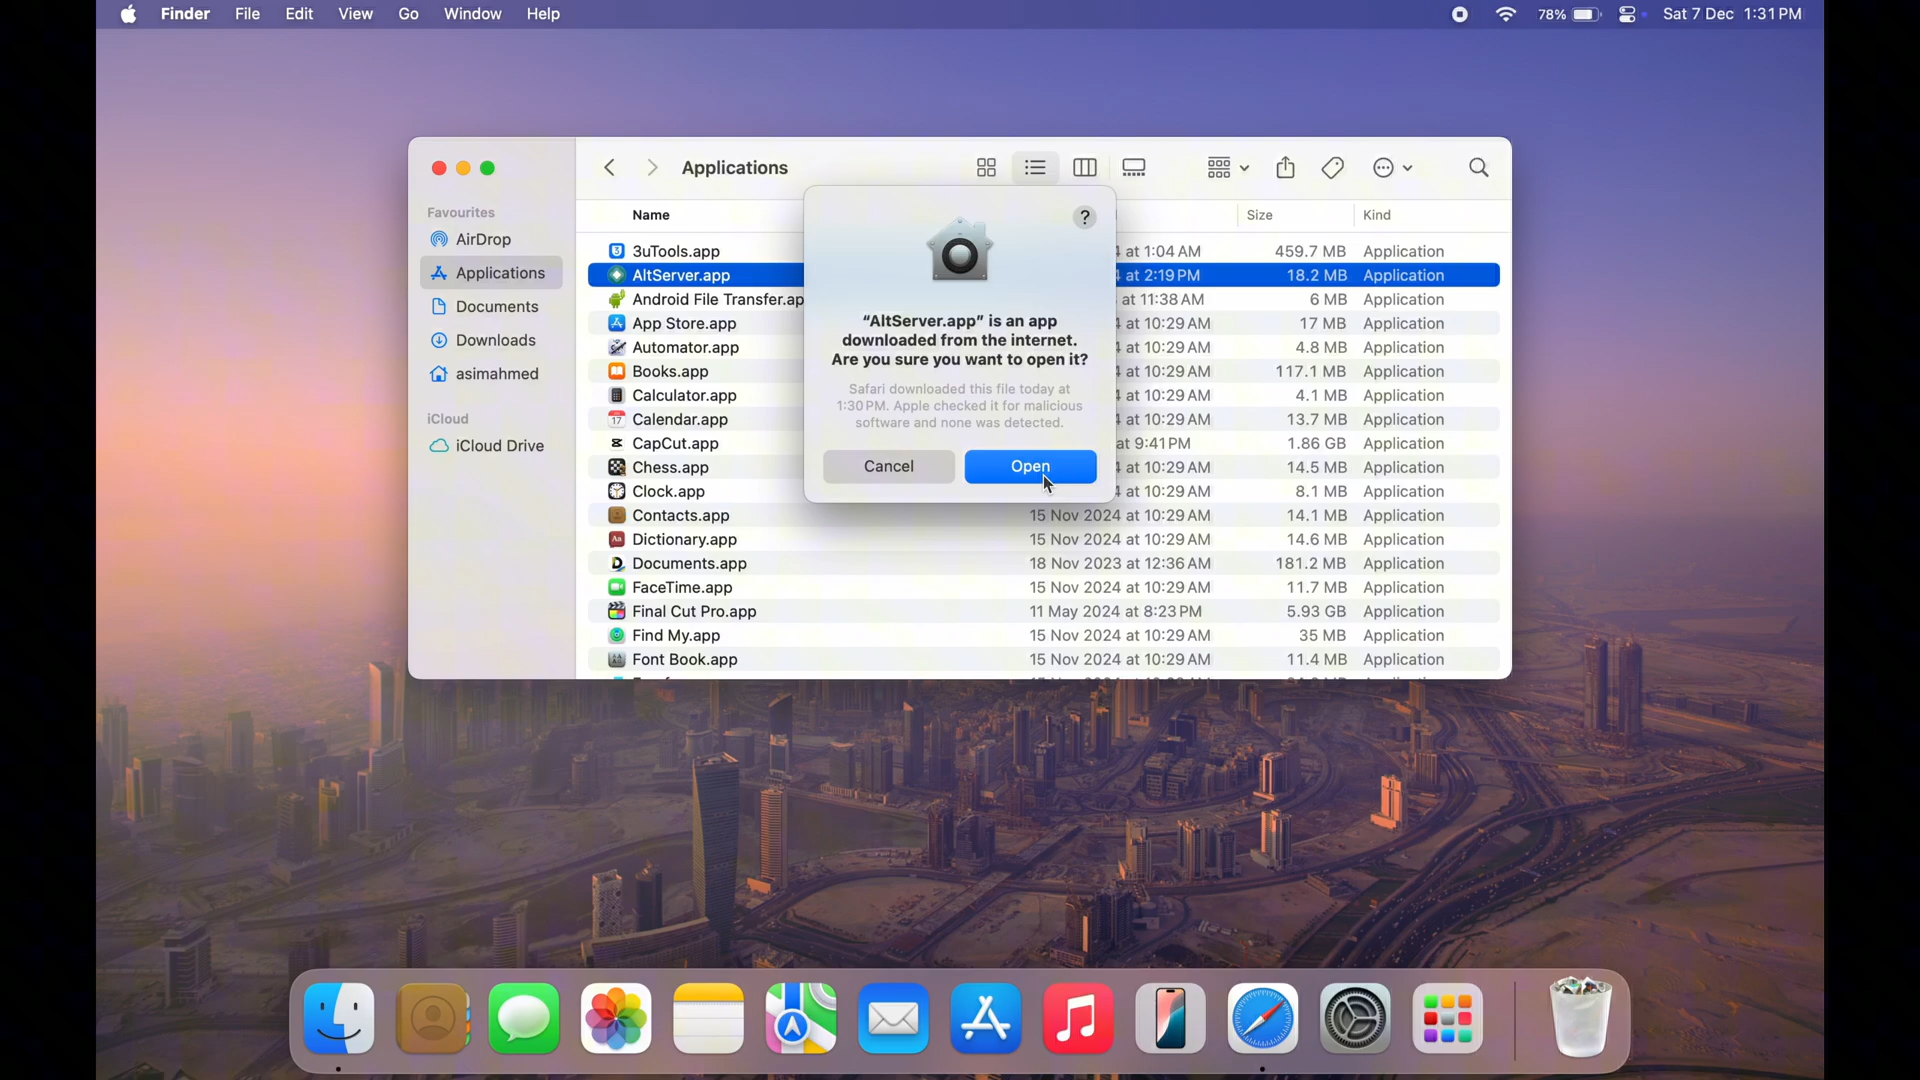 Finder File Edit View Go Window Help 78% Sat 7 Dec 1:31 PM
Applications
Favourites
AirDrop
Applications
Documents
Downloads
asimahmed
iCloud
iCloud Drive
Name Size Kind
3uTools.app at 1:04 AM 459.7 MB Application
AltServer.app at 2:19 PM 18.2 MB Application
Android File Transfer.ap at 11:38 AM 6 MB Application
App Store.app at 10:29 AM 17 MB Application
Automator.app at 10:29 AM 4.8 MB Application
Books.app at 10:29 AM 117.1 MB Application
Calculator.app at 10:29 AM 4.1 MB Application
17 Calendar.app at 10:29 AM 13.7 MB Application
CapCut.app at 9:41 PM 1.86 GB Application
Chess.app at 10:29 AM 14.5 MB Application
Clock.app at 10:29 AM 8.1 MB Application
Contacts.app 15 Nov 2024 at 10:29 AM 14.1 MB Application
Aa Dictionary.app 15 Nov 2024 at 10:29 AM 14.6 MB Application
Documents.app 18 Nov 2023 at 12:36 AM 181.2 MB Application
FaceTime.app 15 Nov 2024 at 10:29 AM 11.7 MB Application
Final Cut Pro.app 11 May 2024 at 8:23 PM 5.93 GB Application
Find My.app 15 Nov 2024 at 10:29 AM 35 MB Application
Font Book.app 15 Nov 2024 at 10:29 AM 11.4 MB Application
?
“AltServer.app” is an app
downloaded from the internet.
Are you sure you want to open it?
Safari downloaded this file today at
1:30 PM. Apple checked it for malicious
software and none was detected.
Cancel Open